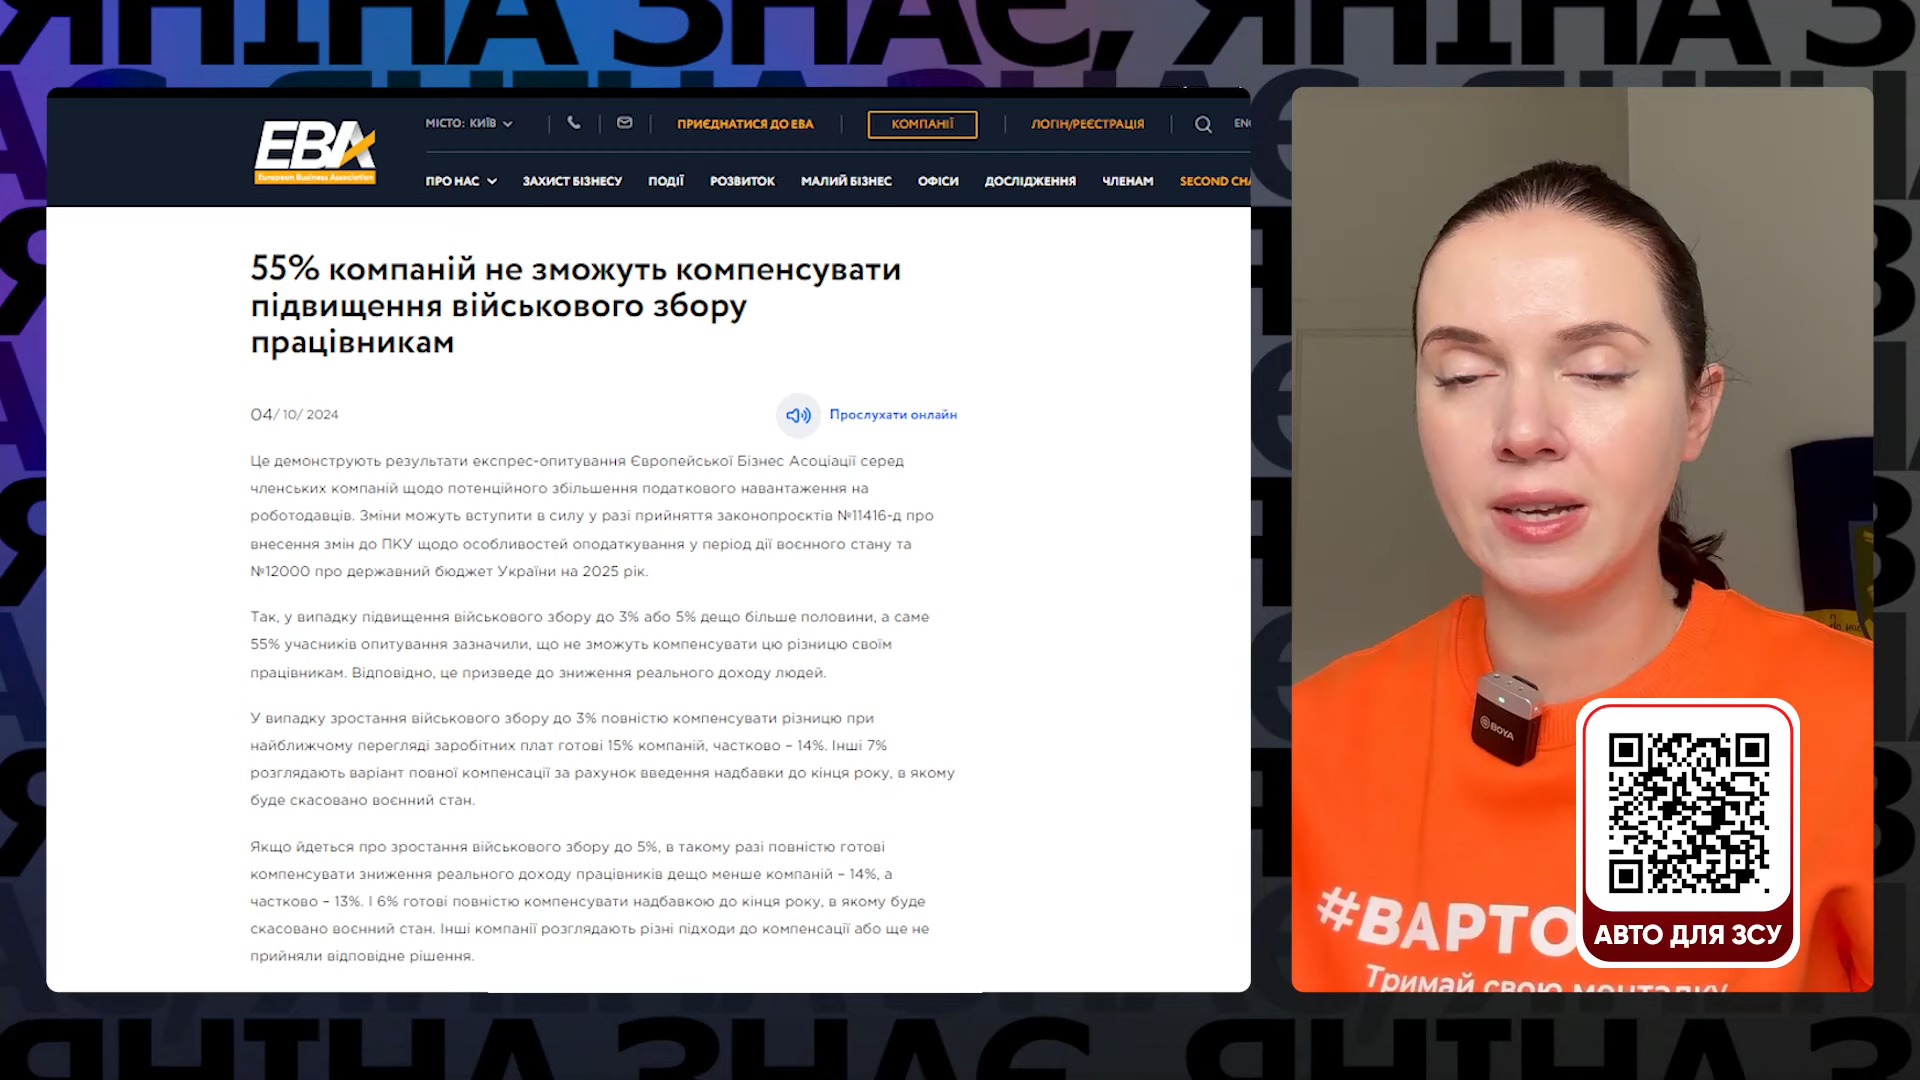 ЯНІНА ЗНАЄ, ЯНІНА З
EBA
European Business Association
МІСТО: КИЇВ
ПРИЄДНАТИСЯ ДО ЕВА
КОМПАНІЇ
ЛОГІН/РЕЄСТРАЦІЯ
EN
ПРО НАС
ЗАХИСТ БІЗНЕСУ
ПОДІЇ
РОЗВИТОК
МАЛИЙ БІЗНЕС
ОФІСИ
ДОСЛІДЖЕННЯ
ЧЛЕНАМ
SECOND CHA
55% компаній не зможуть компенсувати
підвищення військового збору
працівникам
04/ 10/ 2024
Прослухати онлайн
Це демонструють результати експрес-опитування Європейської Бізнес Асоціації серед
членських компаній щодо потенційного збільшення податкового навантаження на
роботодавців. Зміни можуть вступити в силу у разі прийняття законопроєктів №11416-д про
внесення змін до ПКУ щодо особливостей оподаткування у період дії воєнного стану та
№12000 про державний бюджет України на 2025 рік.
Так, у випадку підвищення військового збору до 3% або 5% дещо більше половини, а саме
55% учасників опитування зазначили, що не зможуть компенсувати цю різницю своїм
працівникам. Відповідно, це призведе до зниження реального доходу людей.
У випадку зростання військового збору до 3% повністю компенсувати різницю при
найближчому перегляді заробітних плат готові 15% компаній, частково – 14%. Інші 7%
розглядають варіант повної компенсації за рахунок введення надбавки до кінця року, в якому
буде скасовано воєнний стан.
Якщо йдеться про зростання військового збору до 5%, в такому разі повністю готові
компенсувати зниження реального доходу працівників дещо менше компаній – 14%, а
частково – 13%. І 6% готові повністю компенсувати надбавкою до кінця року, в якому буде
скасовано воєнний стан. Інші компанії розглядають різні підходи до компенсації або ще не
прийняли відповідне рішення.
BOYA
#ВАРТО
Тримай свою менталку
АВТО ДЛЯ ЗСУ
ЯНІНА ЗНАЄ, ЯНІНА З